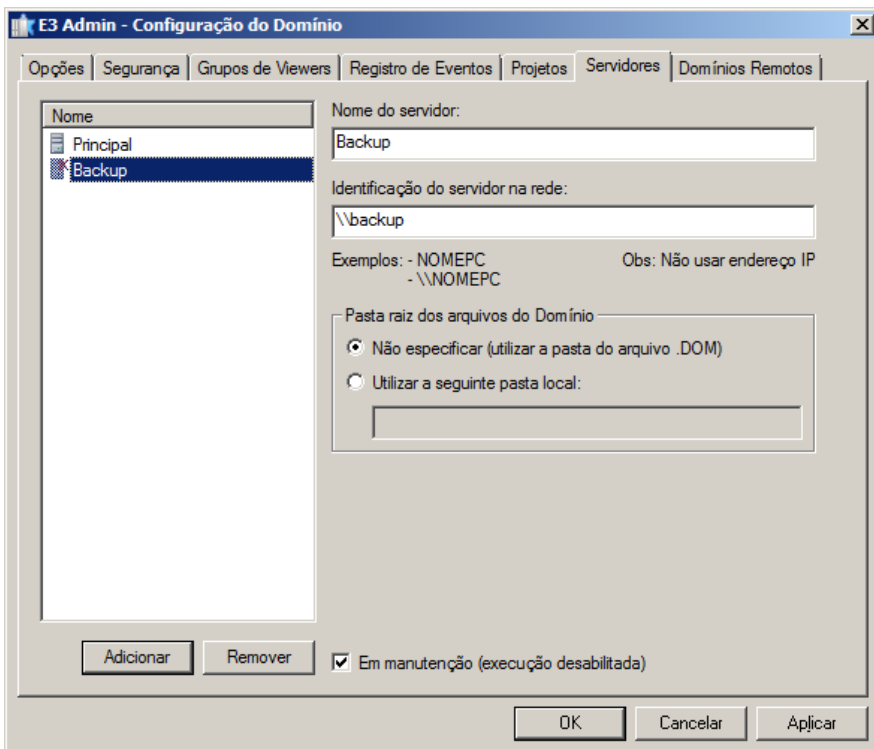 E3 Admin - Configuração do Domínio
Opções Segurança Grupos de Viewers Registro de Eventos Projetos Servidores Domínios Remotos
Nome
Principal
Backup
Nome do servidor:
Backup
Identificação do servidor na rede:
\\backup
Exemplos: - NOMEPC Obs: Não usar endereço IP
- \\NOMEPC
Pasta raiz dos arquivos do Domínio
Não especificar (utilizar a pasta do arquivo .DOM)
Utilizar a seguinte pasta local:
Adicionar Remover
Em manutenção (execução desabilitada)
OK Cancelar Aplicar